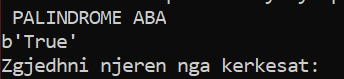 PALINDROME ABA
b'True'
Zgjedhni njeren nga kerkesat: